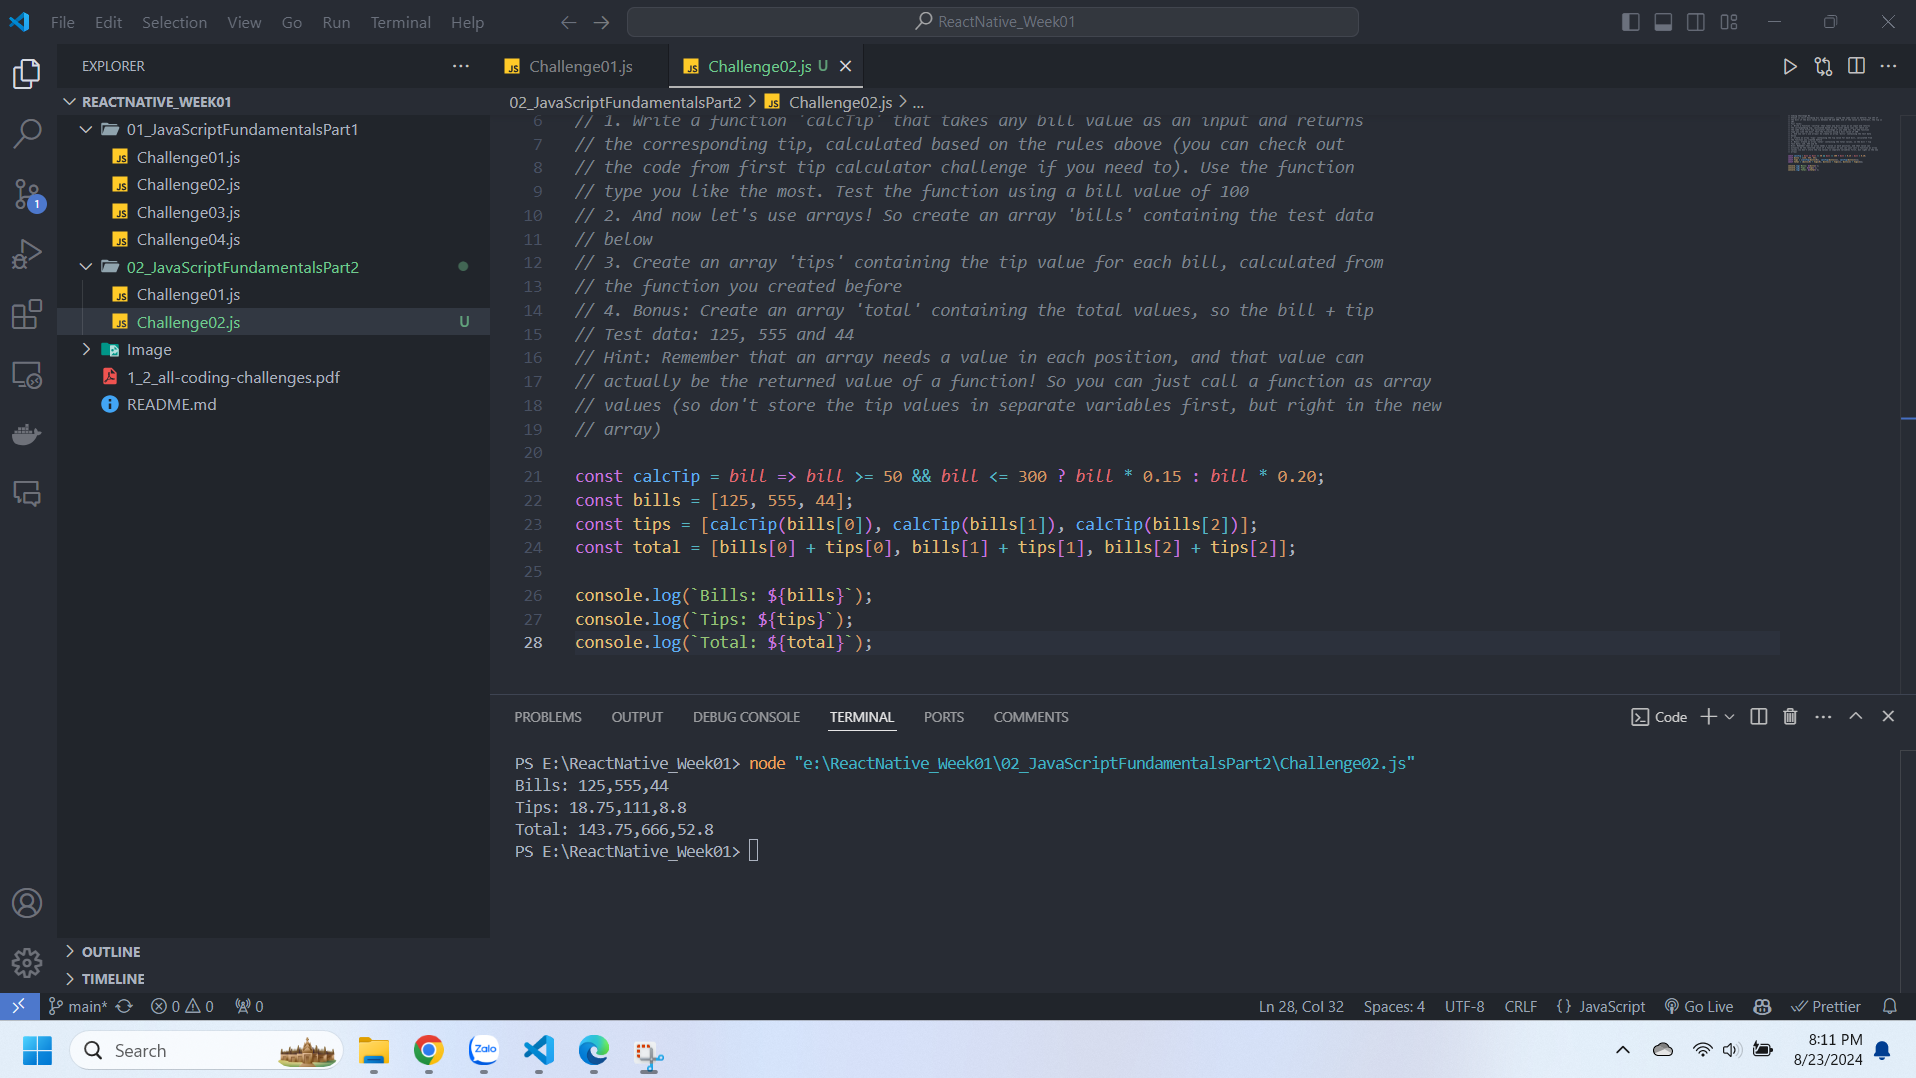 File Edit Selection View Go Run Terminal Help
ReactNative_Week01
EXPLORER
REACTNATIVE_WEEK01
01_JavaScriptFundamentalsPart1
Challenge01.js
Challenge02.js
Challenge03.js
Challenge04.js
02_JavaScriptFundamentalsPart2
Challenge01.js
Challenge02.js U
Image
1_2_all-coding-challenges.pdf
README.md
OUTLINE
TIMELINE
1
Challenge01.js
Challenge02.js U
02_JavaScriptFundamentalsPart2 > Challenge02.js > ...
6 // 1. Write a function `calcTip' that takes any bill value as an input and returns
7 // the corresponding tip, calculated based on the rules above (you can check out
8 // the code from first tip calculator challenge if you need to). Use the function
9 // type you like the most. Test the function using a bill value of 100
10 // 2. And now let's use arrays! So create an array 'bills' containing the test data
11 // below
12 // 3. Create an array 'tips' containing the tip value for each bill, calculated from
13 // the function you created before
14 // 4. Bonus: Create an array 'total' containing the total values, so the bill + tip
15 // Test data: 125, 555 and 44
16 // Hint: Remember that an array needs a value in each position, and that value can
17 // actually be the returned value of a function! So you can just call a function as array
18 // values (so don't store the tip values in separate variables first, but right in the new
19 // array)
20
21 const calcTip = bill => bill >= 50 && bill <= 300 ? bill * 0.15 : bill * 0.20;
22 const bills = [125, 555, 44];
23 const tips = [calcTip(bills[0]), calcTip(bills[1]), calcTip(bills[2])];
24 const total = [bills[0] + tips[0], bills[1] + tips[1], bills[2] + tips[2]];
25
26 console.log(`Bills: ${bills}`);
27 console.log(`Tips: ${tips}`);
28 console.log(`Total: ${total}`);
PROBLEMS OUTPUT DEBUG CONSOLE TERMINAL PORTS COMMENTS
Code
PS E:\ReactNative_Week01> node "e:\ReactNative_Week01\02_JavaScriptFundamentalsPart2\Challenge02.js"
Bills: 125,555,44
Tips: 18.75,111,8.8
Total: 143.75,666,52.8
PS E:\ReactNative_Week01>
main* 0 0 0
Ln 28, Col 32 Spaces: 4 UTF-8 CRLF {} JavaScript Go Live Prettier
Search
Zalo
8:11 PM
8/23/2024